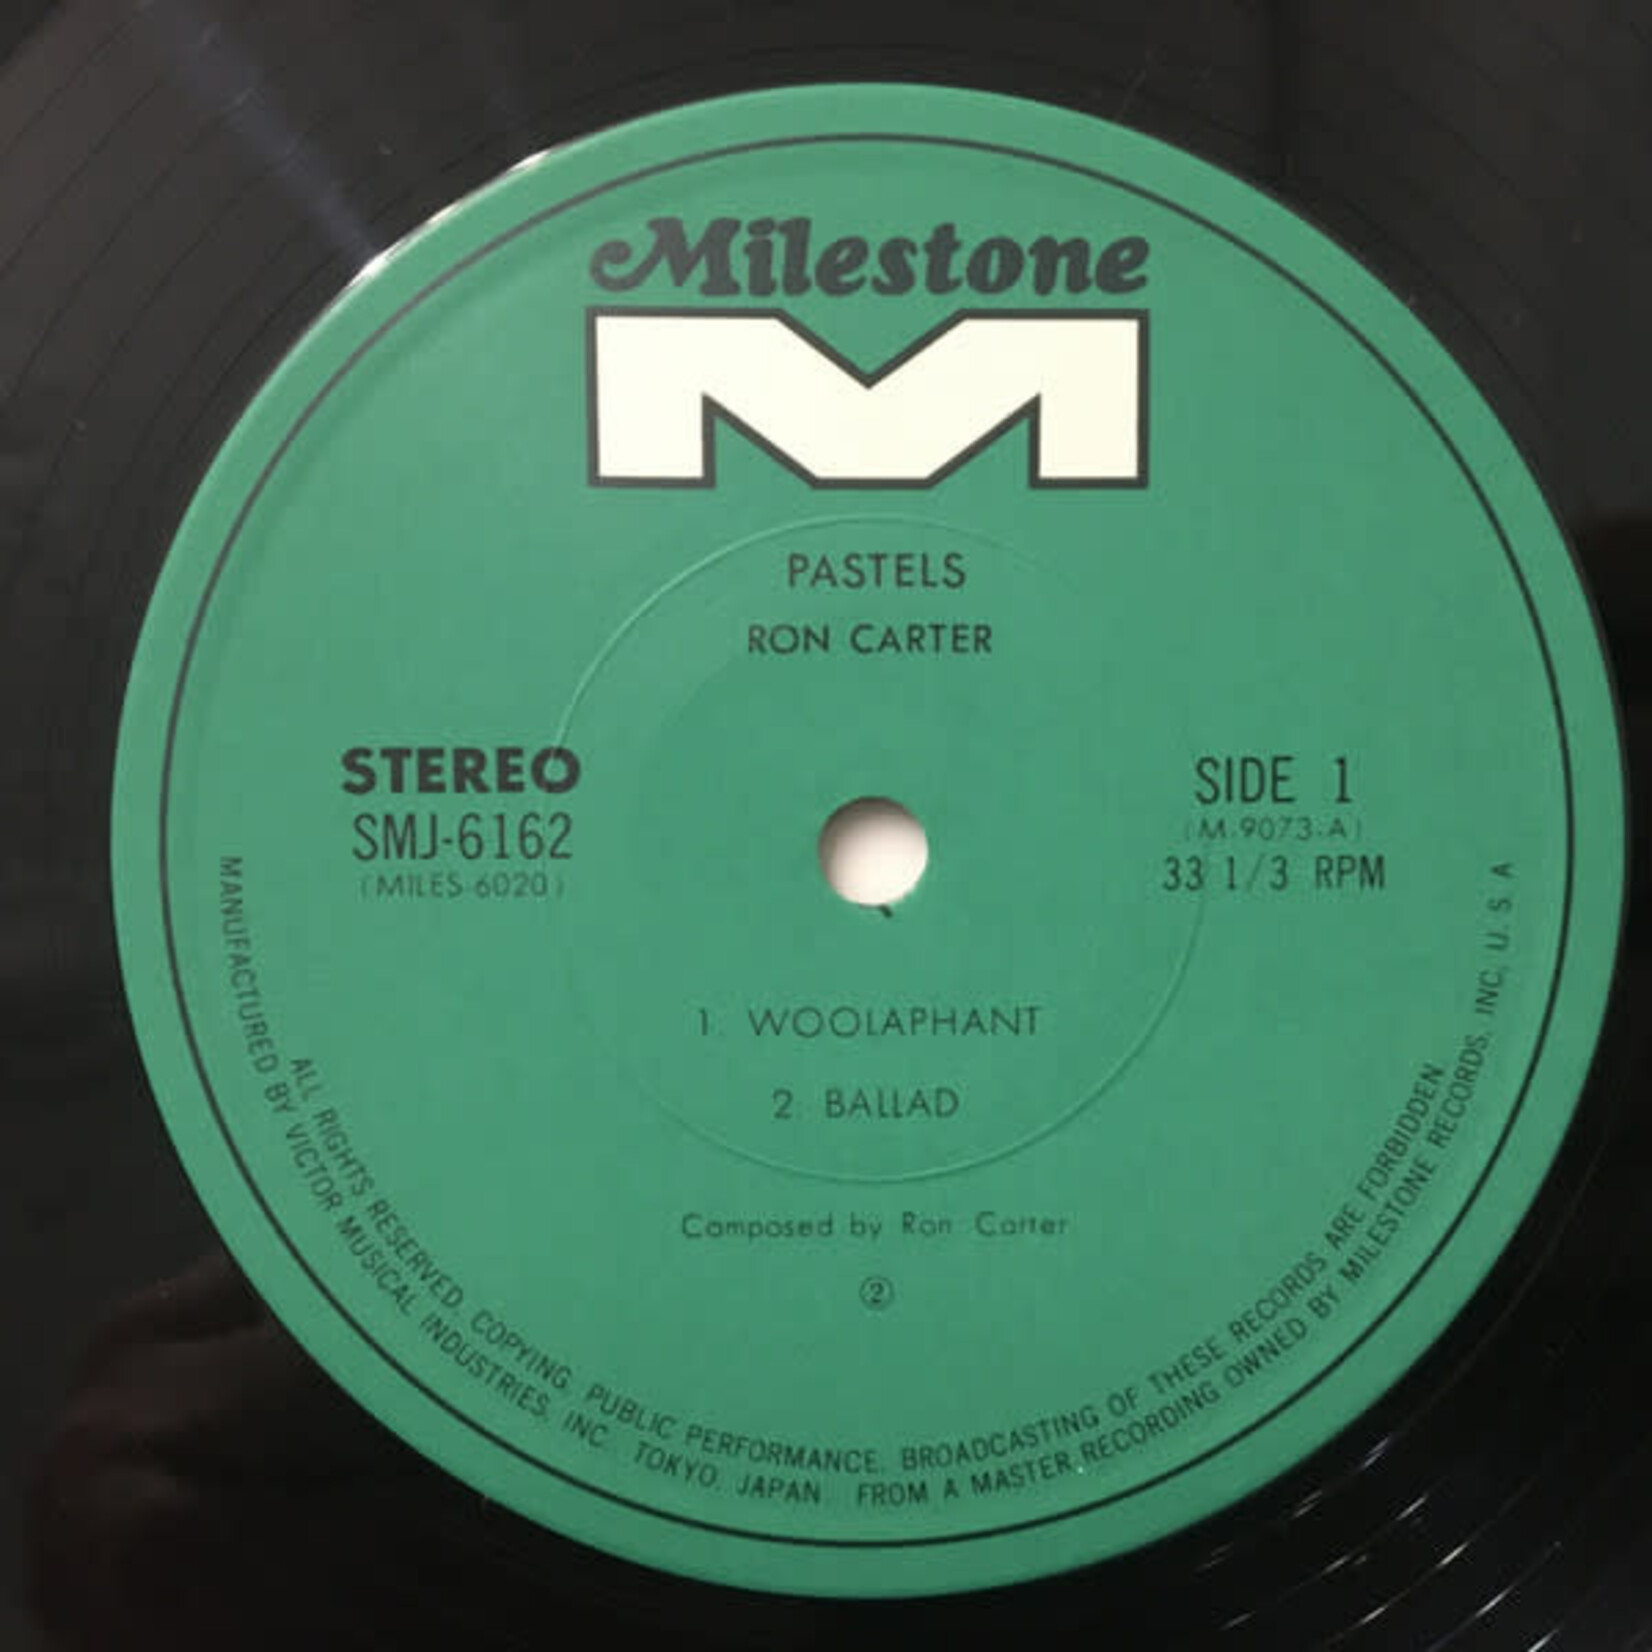 Milestone
M
PASTELS
RON CARTER
STEREO
SMJ-6162
(MILES-6020)
SIDE 1
(M-9073-A)
33 1/3 RPM
1. WOOLAPHANT
2. BALLAD
Composed by Ron Carter
②
ALL RIGHTS RESERVED. COPYING. PUBLIC PERFORMANCE. BROADCASTING OF THESE RECORDS ARE FORBIDDEN.
MANUFACTURED BY VICTOR MUSICAL INDUSTRIES, INC. TOKYO, JAPAN. FROM A MASTER RECORDING OWNED BY MILESTONE RECORDS, INC. U.S.A